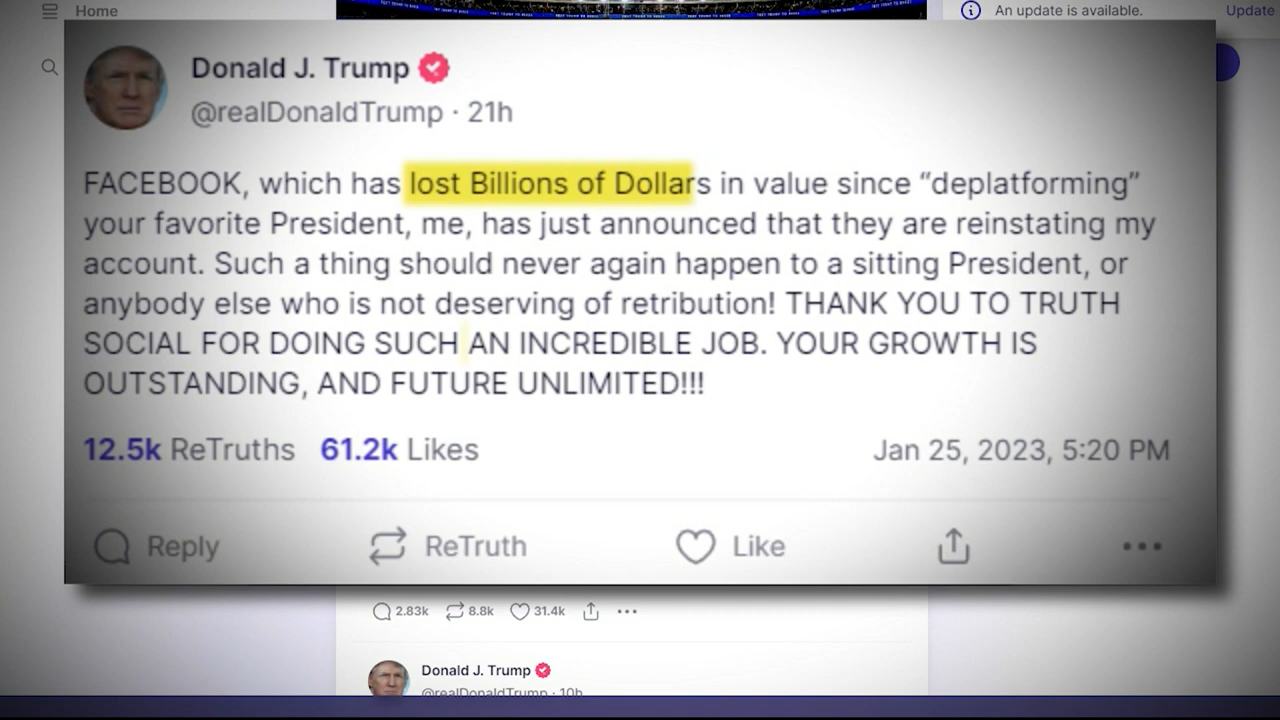 Home
An update is available.
Update
Donald J. Trump
@realDonaldTrump · 21h
FACEBOOK, which has lost Billions of Dollars in value since “deplatforming”
your favorite President, me, has just announced that they are reinstating my
account. Such a thing should never again happen to a sitting President, or
anybody else who is not deserving of retribution! THANK YOU TO TRUTH
SOCIAL FOR DOING SUCH AN INCREDIBLE JOB. YOUR GROWTH IS
OUTSTANDING, AND FUTURE UNLIMITED!!!
12.5k ReTruths 61.2k Likes
Jan 25, 2023, 5:20 PM
Reply ReTruth Like
2.83k 8.8k 31.4k
Donald J. Trump
@realDonaldTrump · 10h